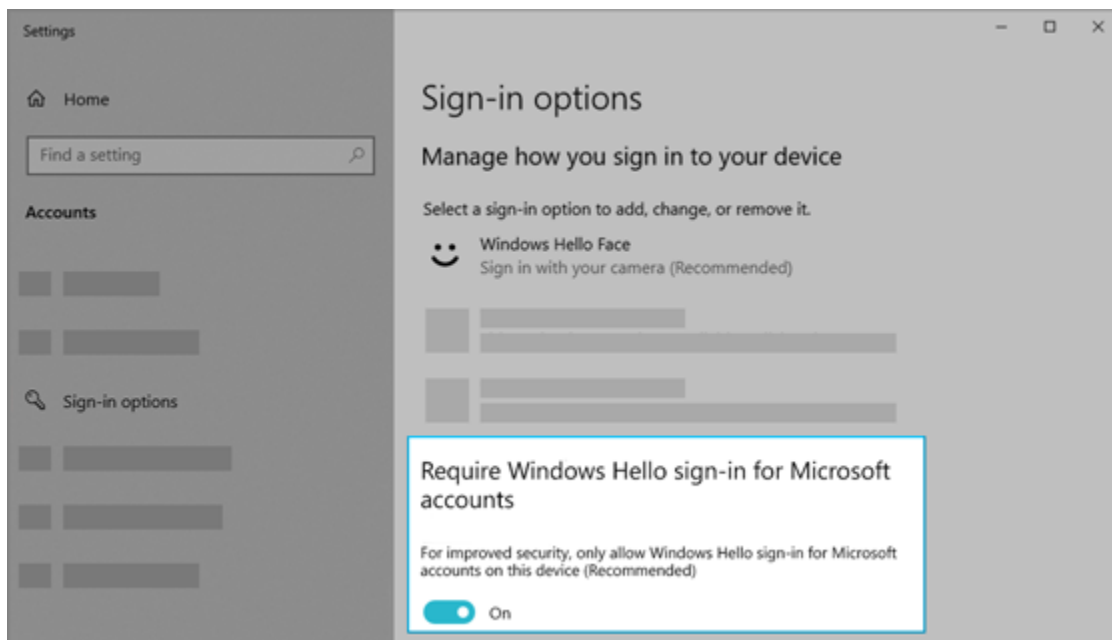 Settings
Home
Find a setting
Accounts
Sign-in options
Sign-in options
Manage how you sign in to your device
Select a sign-in option to add, change, or remove it.
Windows Hello Face
Sign in with your camera (Recommended)
Require Windows Hello sign-in for Microsoft
accounts
For improved security, only allow Windows Hello sign-in for Microsoft
accounts on this device (Recommended)
On